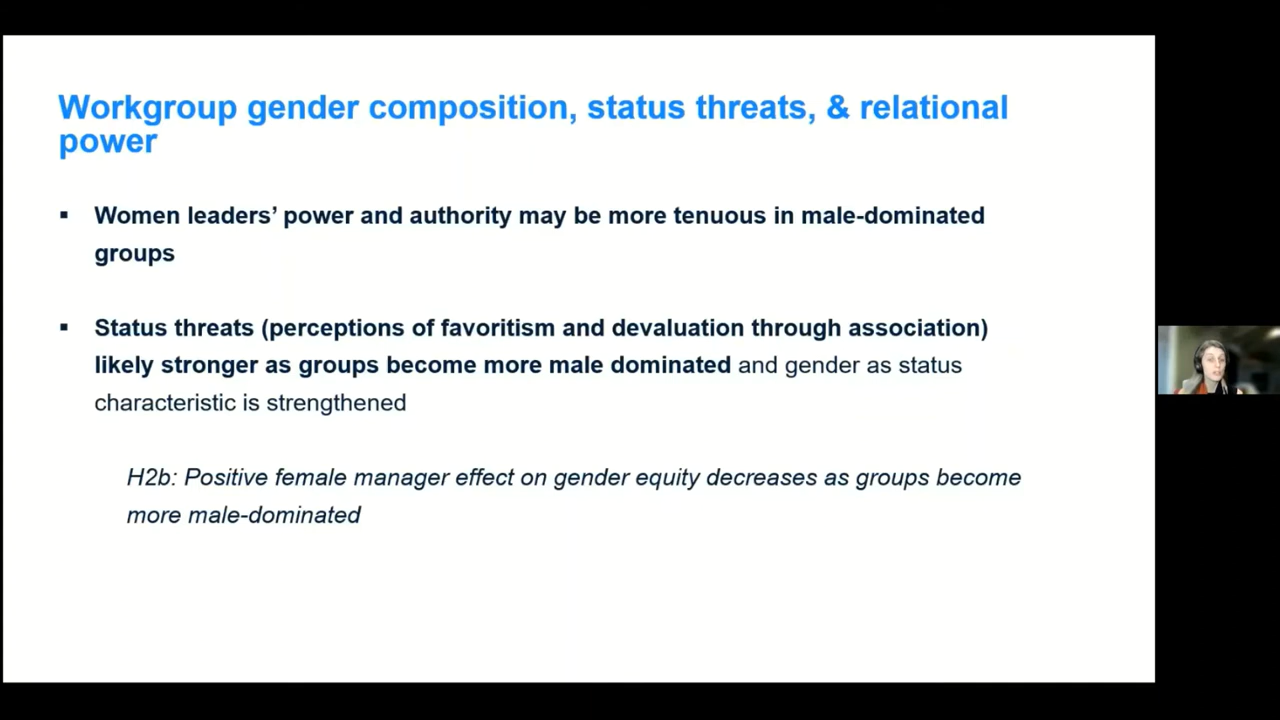 Workgroup gender composition, status threats, & relational
power
▪ Women leaders’ power and authority may be more tenuous in male-dominated
groups
▪ Status threats (perceptions of favoritism and devaluation through association)
likely stronger as groups become more male dominated and gender as status
characteristic is strengthened
H2b: Positive female manager effect on gender equity decreases as groups become
more male-dominated